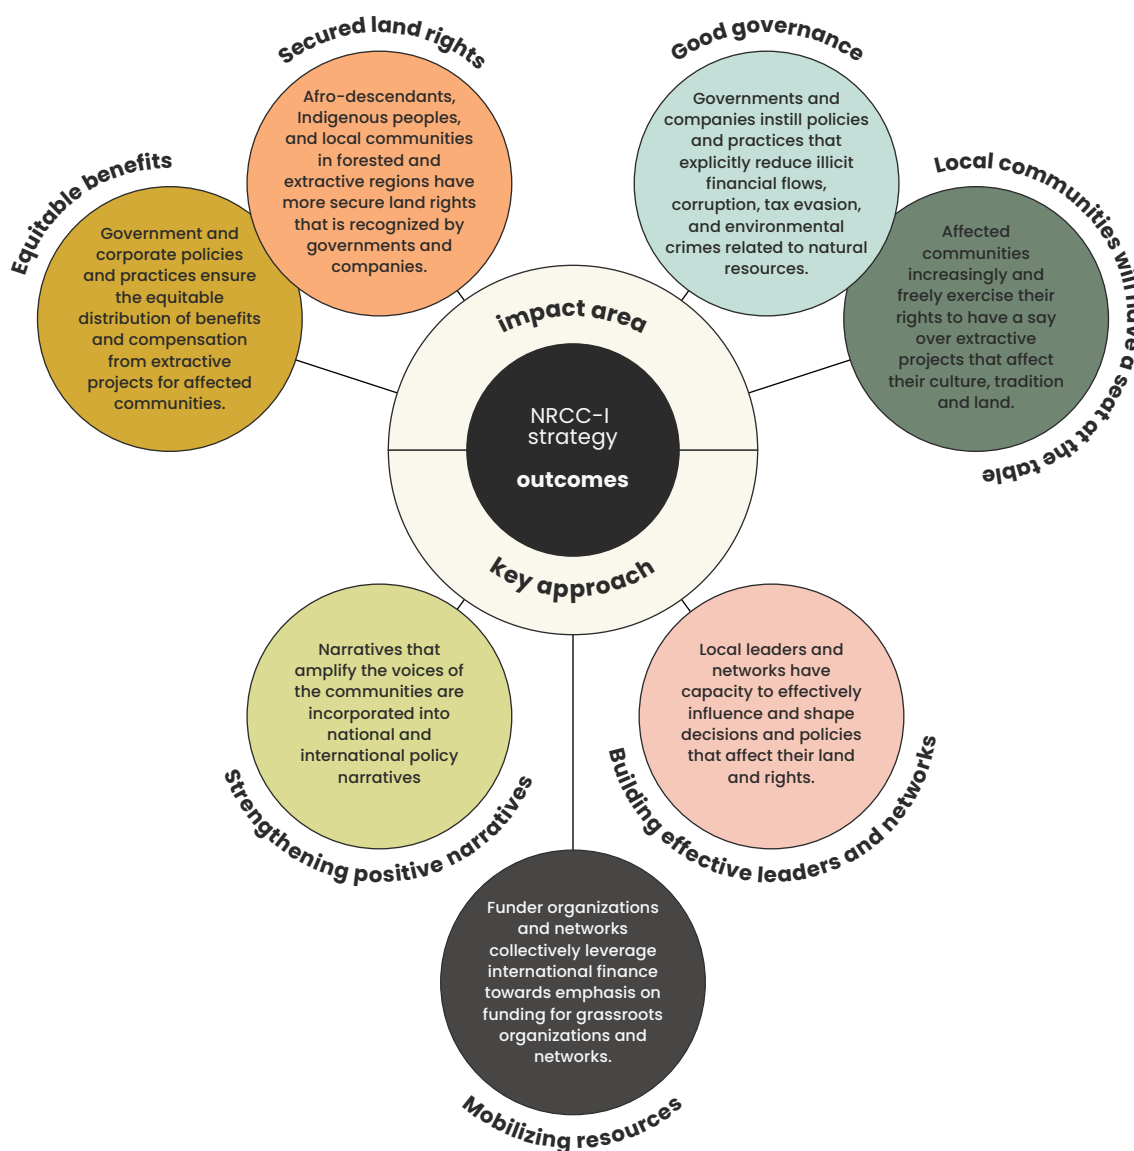 Equitable benefits
Government and
corporate policies
and practices ensure
the equitable
distribution of benefits
and compensation
from extractive
projects for affected
communities.
Secured land rights
Afro-descendants,
Indigenous peoples,
and local communities
in forested and
extractive regions have
more secure land rights
that is recognized by
governments and
companies.
Good governance
Governments and
companies instill policies
and practices that
explicitly reduce illicit
financial flows,
corruption, tax evasion,
and environmental
crimes related to natural
resources.
Local communities will have a seat at the table
Affected
communities
increasingly and
freely exercise their
rights to have a say
over extractive
projects that affect
their culture, tradition
and land.
impact area
NRCC-I
strategy
outcomes
key approach
Narratives that
amplify the voices of
the communities are
incorporated into
national and
international policy
narratives
Strengthening positive narratives
Local leaders and
networks have
capacity to effectively
influence and shape
decisions and policies
that affect their land
and rights.
Building effective leaders and networks
Funder organizations
and networks
collectively leverage
international finance
towards emphasis on
funding for grassroots
organizations and
networks.
Mobilizing resources